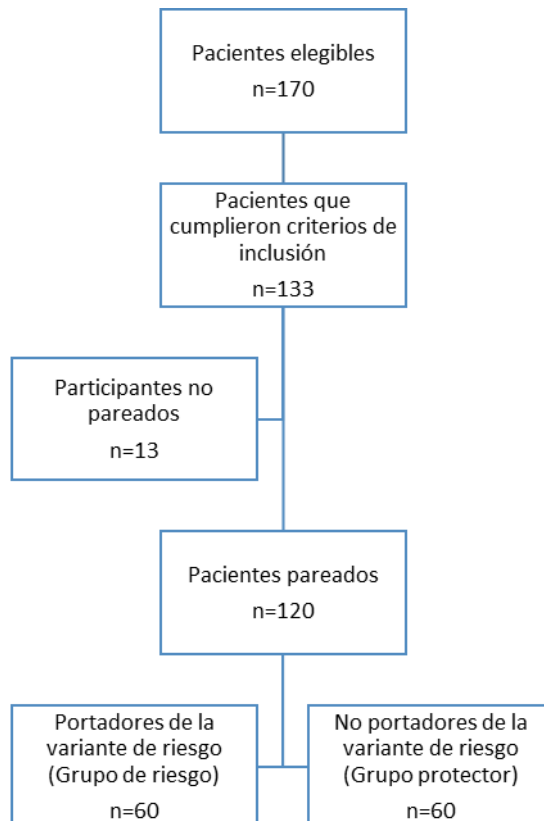 Pacientes elegibles
n=170
Pacientes que
cumplieron criterios de
inclusión
n=133
Participantes no
pareados
n=13
Pacientes pareados
n=120
Portadores de la
variante de riesgo
(Grupo de riesgo)
n=60
No portadores de la
variante de riesgo
(Grupo protector)
n=60